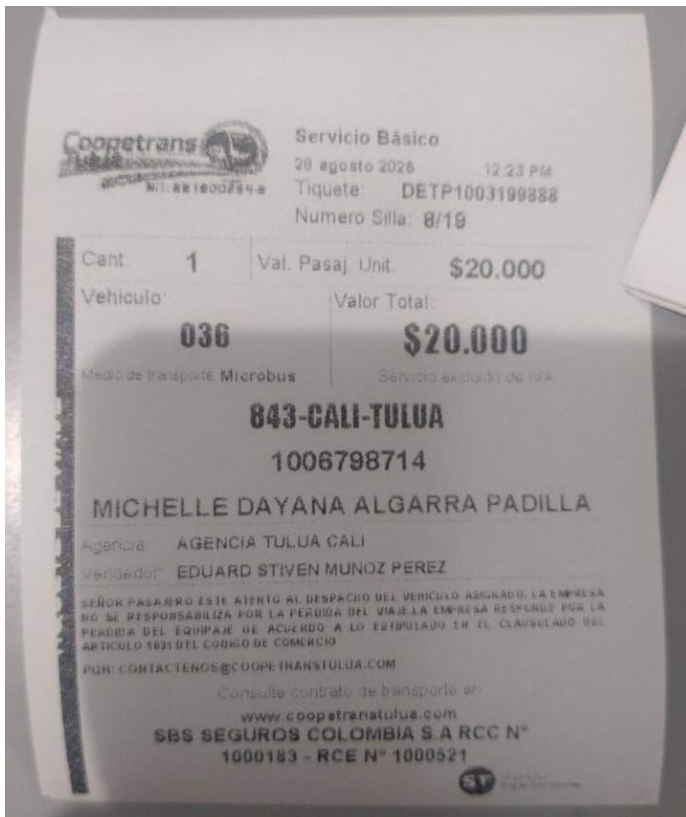 Coopetrans
Tuluá
Servicio Básico
28 agosto 2026 12:23 PM
Tiquete: DETP1003199888
Numero Silla: 8/19
Cant. 1 Val. Pasaj. Unit. $20.000
Vehiculo: Valor Total:
036 $20.000
Medio de transporte: Microbus Servicio excluido de IVA
843-CALI-TULUA
1006798714
MICHELLE DAYANA ALGARRA PADILLA
Agencia: AGENCIA TULUA CALI
Vendedor: EDUARD STIVEN MUNOZ PEREZ
SEÑOR PASAJERO ESTE ATENTO AL DESPACHO DEL VEHICULO ASIGNADO, LA EMPRESA
NO SE RESPONSABILIZA POR LA PERDIDA DEL VIAJE LA EMPRESA RESPONDE POR LA
PERDIDA DEL EQUIPAJE DE ACUERDO A LO ESTIPULADO EN EL CLAUSULADO DEL
ARTICULO 1031 DEL CODIGO DE COMERCIO
PQR: CONTACTENOS@COOPETRANSTULUA.COM
Consulte contrato de transporte en:
www.coopetranstulua.com
SBS SEGUROS COLOMBIA S.A RCC N°
1000183 - RCE N° 1000521
ST